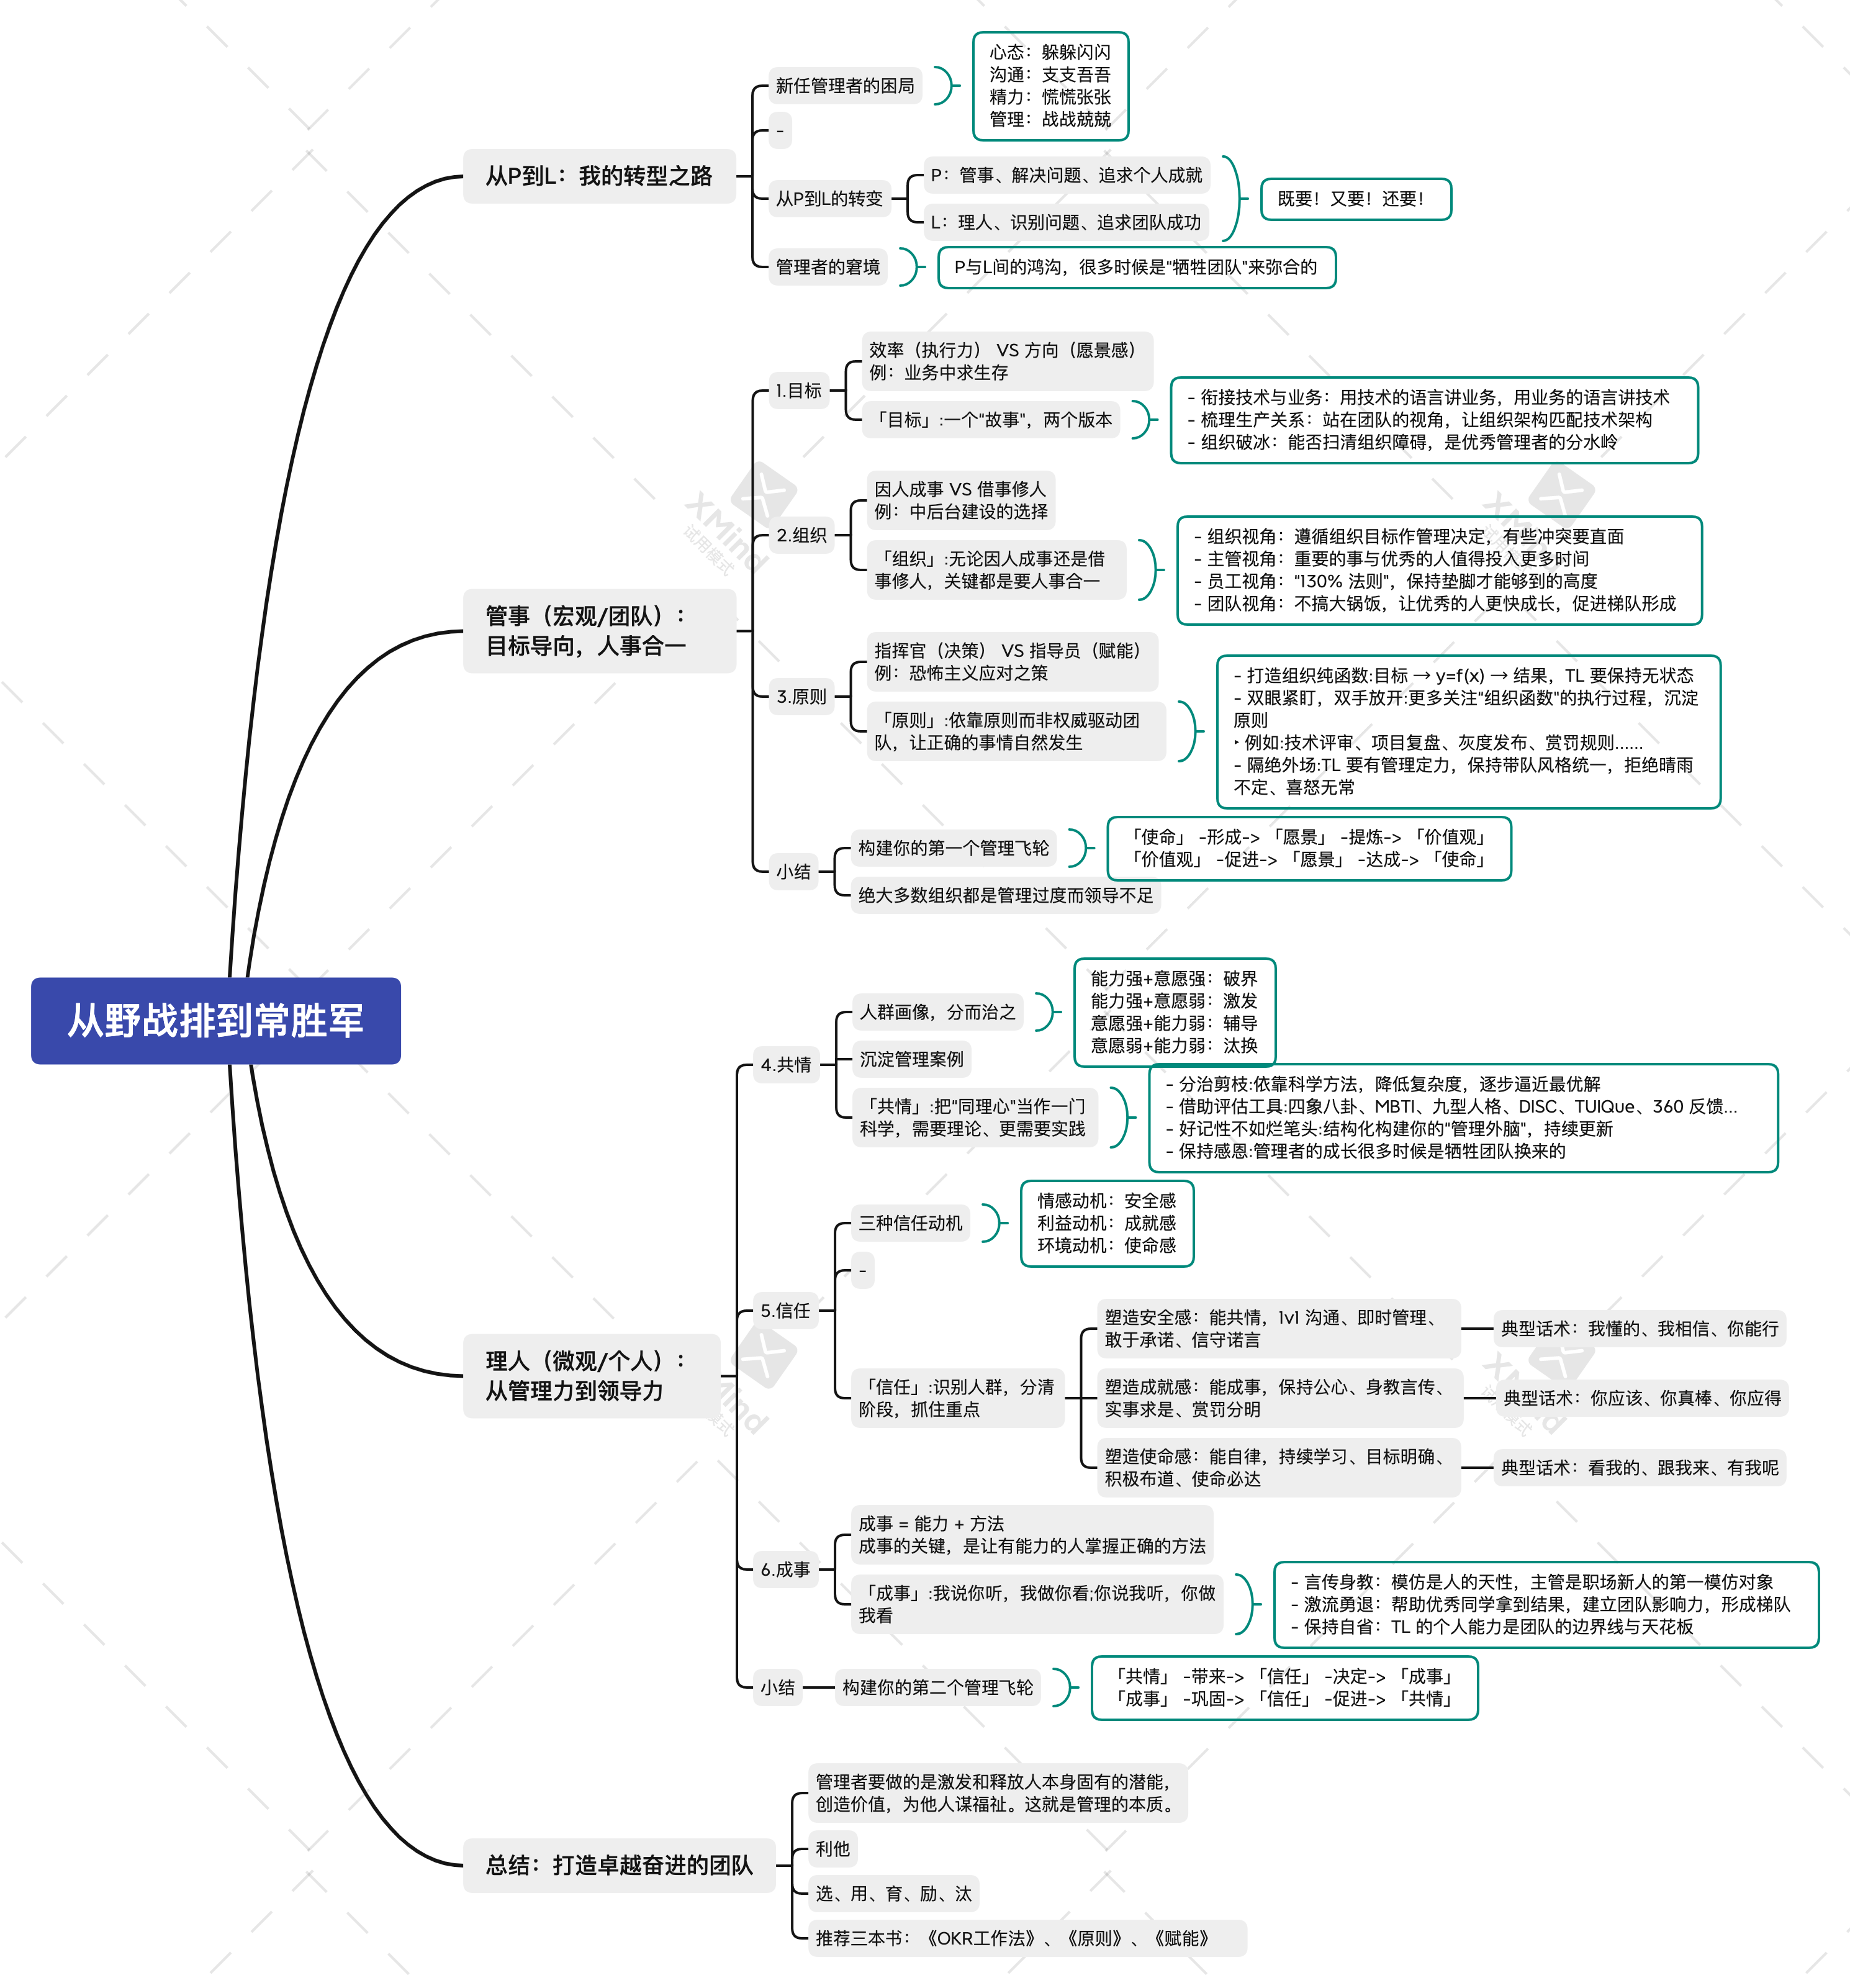 从野战排到常胜军
从P到L：我的转型之路
新任管理者的困局
心态：躲躲闪闪
沟通：支支吾吾
精力：慌慌张张
管理：战战兢兢
-
从P到L的转变
P：管事、解决问题、追求个人成就
L：理人、识别问题、追求团队成功
既要！又要！还要！
管理者的窘境
P与L间的鸿沟，很多时候是"牺牲团队"来弥合的
管事（宏观/团队）：
目标导向，人事合一
1.目标
效率（执行力） VS 方向（愿景感）
例：业务中求生存
「目标」:一个"故事"，两个版本
- 衔接技术与业务：用技术的语言讲业务，用业务的语言讲技术
- 梳理生产关系：站在团队的视角，让组织架构匹配技术架构
- 组织破冰：能否扫清组织障碍，是优秀管理者的分水岭
2.组织
因人成事 VS 借事修人
例：中后台建设的选择
「组织」:无论因人成事还是借
事修人，关键都是要人事合一
- 组织视角：遵循组织目标作管理决定，有些冲突要直面
- 主管视角：重要的事与优秀的人值得投入更多时间
- 员工视角："130% 法则"，保持垫脚才能够到的高度
- 团队视角：不搞大锅饭，让优秀的人更快成长，促进梯队形成
3.原则
指挥官（决策） VS 指导员（赋能）
例：恐怖主义应对之策
「原则」:依靠原则而非权威驱动团
队，让正确的事情自然发生
- 打造组织纯函数:目标 → y=f(x) → 结果，TL 要保持无状态
- 双眼紧盯，双手放开:更多关注"组织函数"的执行过程，沉淀
原则
‣ 例如:技术评审、项目复盘、灰度发布、赏罚规则……
- 隔绝外场:TL 要有管理定力，保持带队风格统一，拒绝晴雨
不定、喜怒无常
小结
构建你的第一个管理飞轮
「使命」 -形成-> 「愿景」 -提炼-> 「价值观」
「价值观」 -促进-> 「愿景」 -达成-> 「使命」
绝大多数组织都是管理过度而领导不足
理人（微观/个人）：
从管理力到领导力
4.共情
人群画像，分而治之
能力强+意愿强：破界
能力强+意愿弱：激发
意愿强+能力弱：辅导
意愿弱+能力弱：汰换
沉淀管理案例
「共情」:把"同理心"当作一门
科学，需要理论、更需要实践
- 分治剪枝:依靠科学方法，降低复杂度，逐步逼近最优解
- 借助评估工具:四象八卦、MBTI、九型人格、DISC、TUIQue、360 反馈…
- 好记性不如烂笔头:结构化构建你的"管理外脑"，持续更新
- 保持感恩:管理者的成长很多时候是牺牲团队换来的
5.信任
三种信任动机
情感动机：安全感
利益动机：成就感
环境动机：使命感
-
「信任」:识别人群，分清
阶段，抓住重点
塑造安全感：能共情，1v1 沟通、即时管理、
敢于承诺、信守诺言
典型话术：我懂的、我相信、你能行
塑造成就感：能成事，保持公心、身教言传、
实事求是、赏罚分明
典型话术：你应该、你真棒、你应得
塑造使命感：能自律，持续学习、目标明确、
积极布道、使命必达
典型话术：看我的、跟我来、有我呢
6.成事
成事 = 能力 + 方法
成事的关键，是让有能力的人掌握正确的方法
「成事」:我说你听，我做你看;你说我听，你做
我看
- 言传身教：模仿是人的天性，主管是职场新人的第一模仿对象
- 激流勇退：帮助优秀同学拿到结果，建立团队影响力，形成梯队
- 保持自省：TL 的个人能力是团队的边界线与天花板
小结
构建你的第二个管理飞轮
「共情」 -带来-> 「信任」 -决定-> 「成事」
「成事」 -巩固-> 「信任」 -促进-> 「共情」
总结：打造卓越奋进的团队
管理者要做的是激发和释放人本身固有的潜能，
创造价值，为他人谋福祉。这就是管理的本质。
利他
选、用、育、励、汰
推荐三本书：《OKR工作法》、《原则》、《赋能》
XMind
试用模式